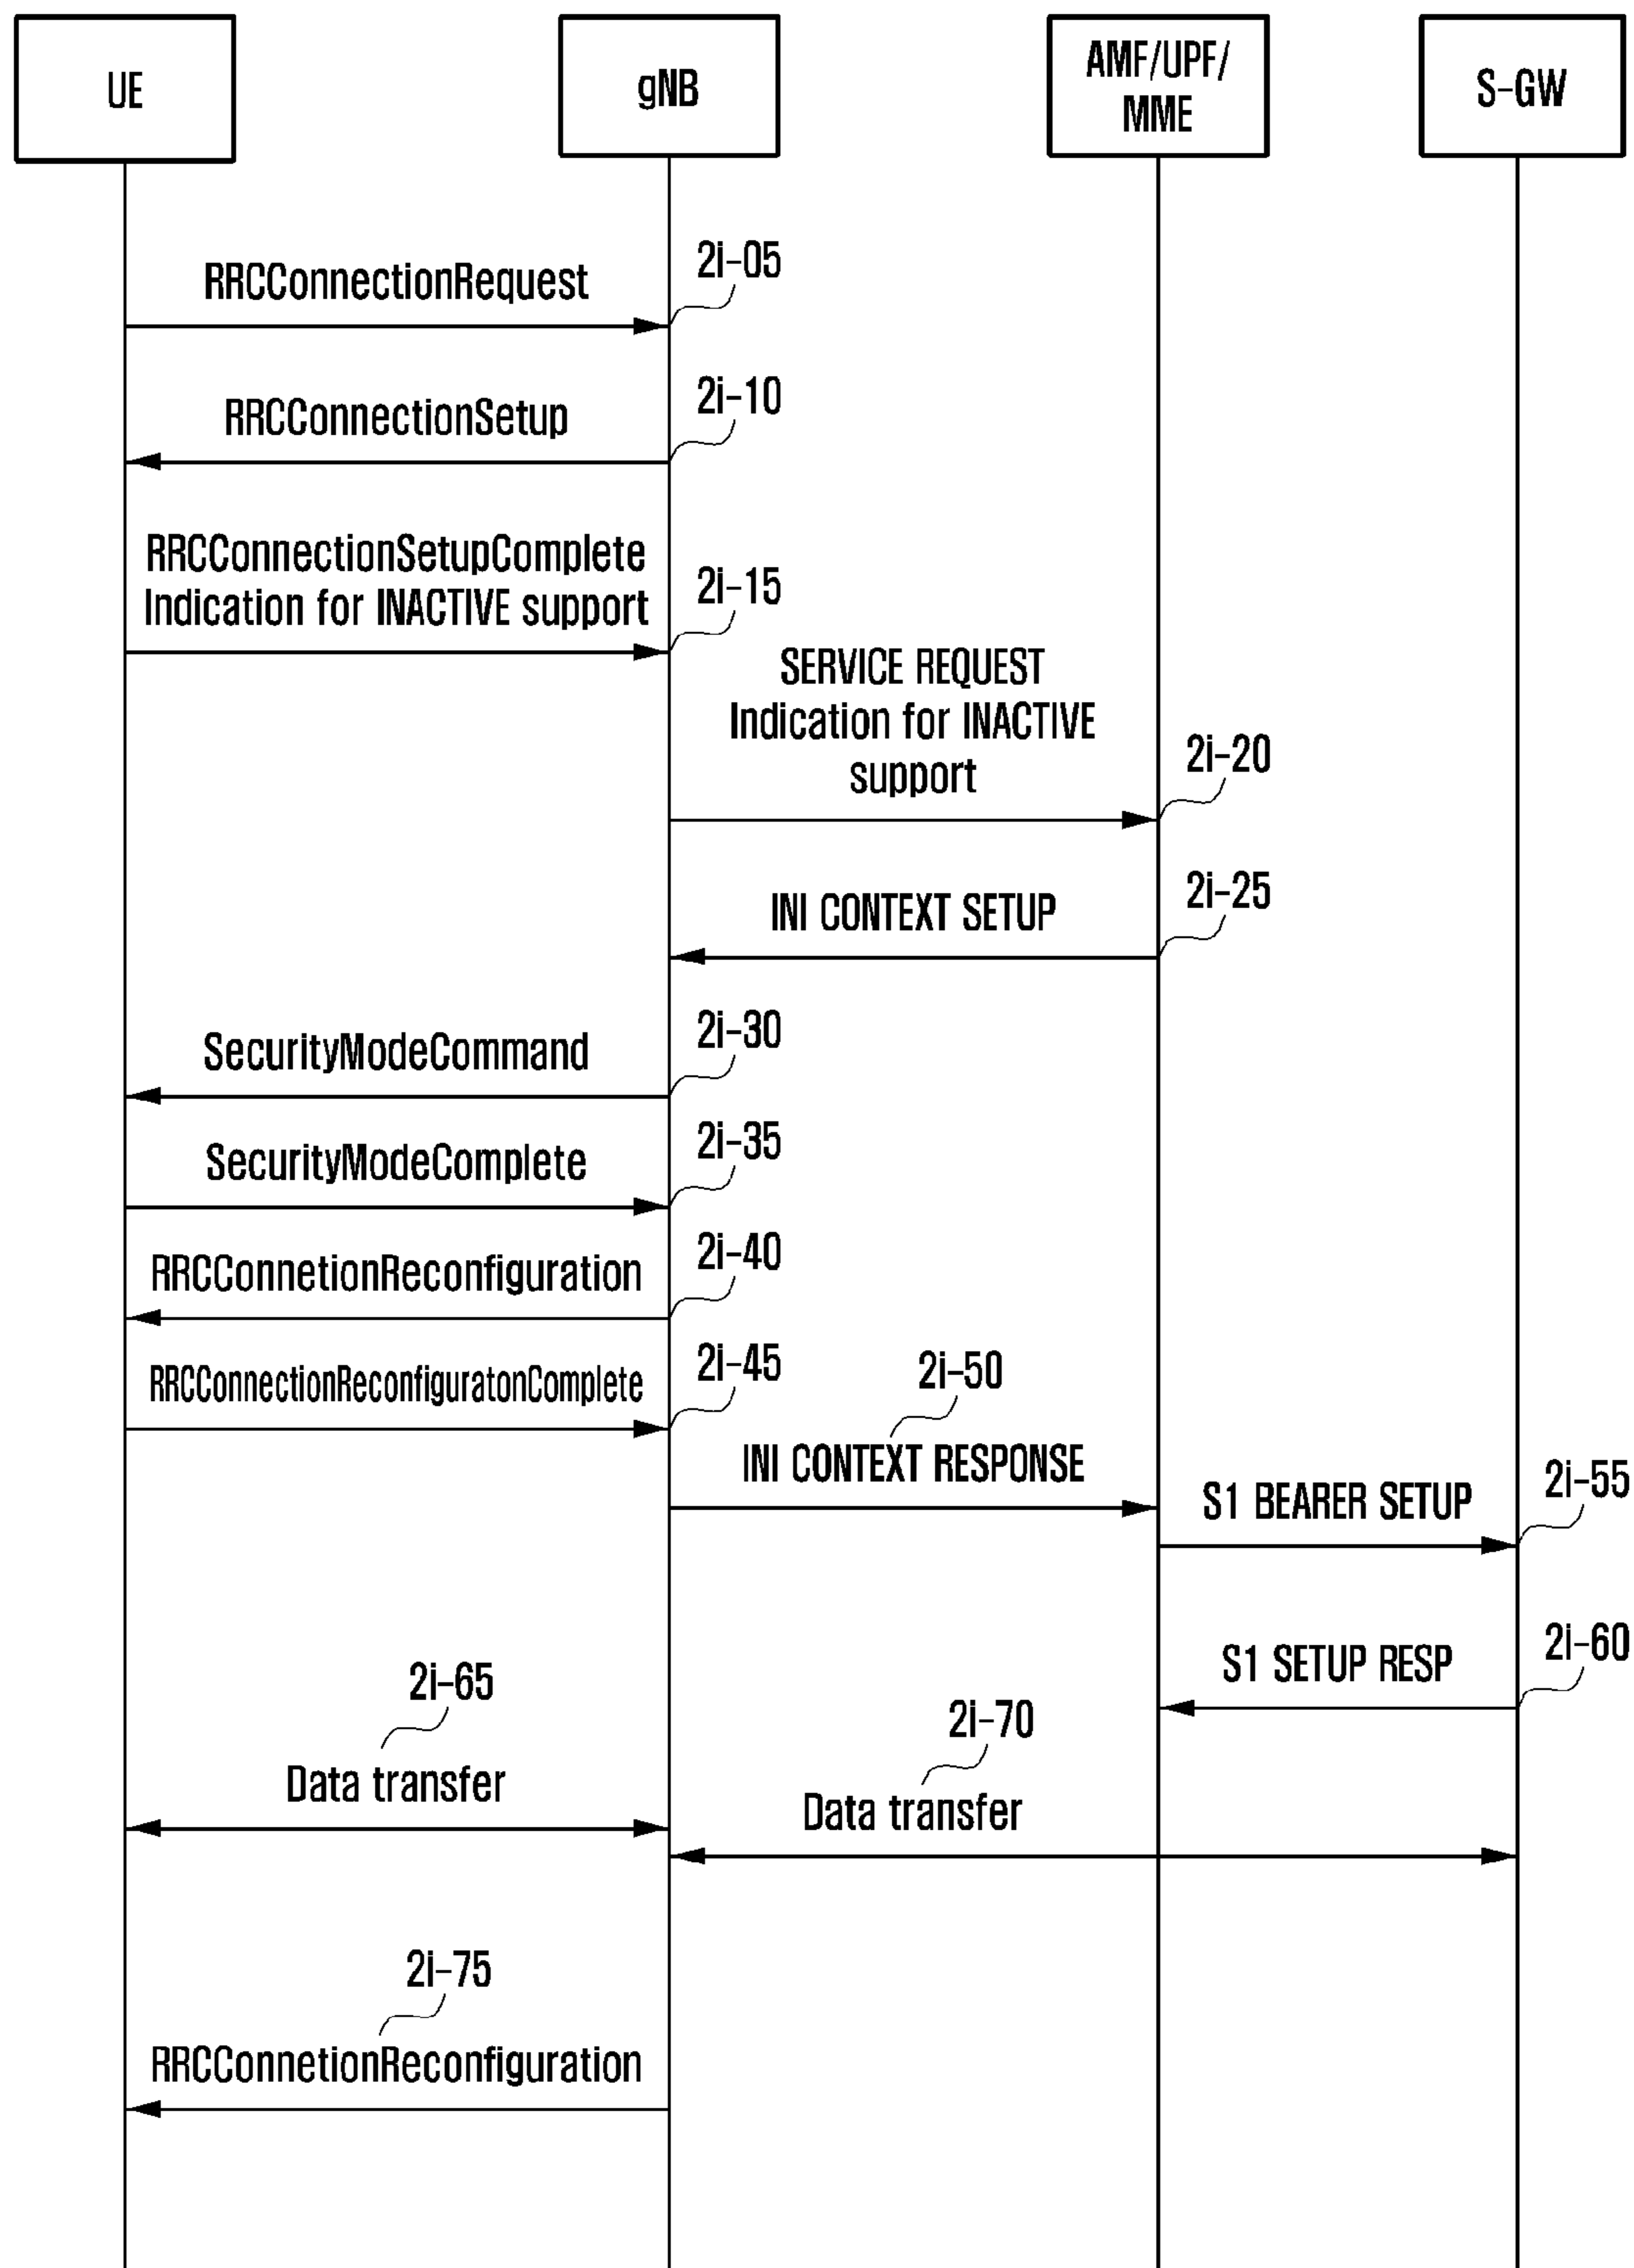 UE
gNB
AMF/UPF/
MME
S-GW
2i-05
RRCConnectionRequest
2i-10
RRCConnectionSetup
RRCConnectionSetupComplete
2i-15
Indication for INACTIVE support
SERVICE REQUEST
Indication for INACTIVE
support
2i-20
2i-25
INI CONTEXT SETUP
2i-30
SecurityModeCommand
2i-35
SecurityModeComplete
2i-40
RRCConnetionReconfiguration
2i-45
RRCConnectionReconfiguratonComplete
2i-50
INI CONTEXT RESPONSE
2i-55
S1 BEARER SETUP
2i-60
S1 SETUP RESP
2i-65
Data transfer
2i-70
Data transfer
2i-75
RRCConnetionReconfiguration